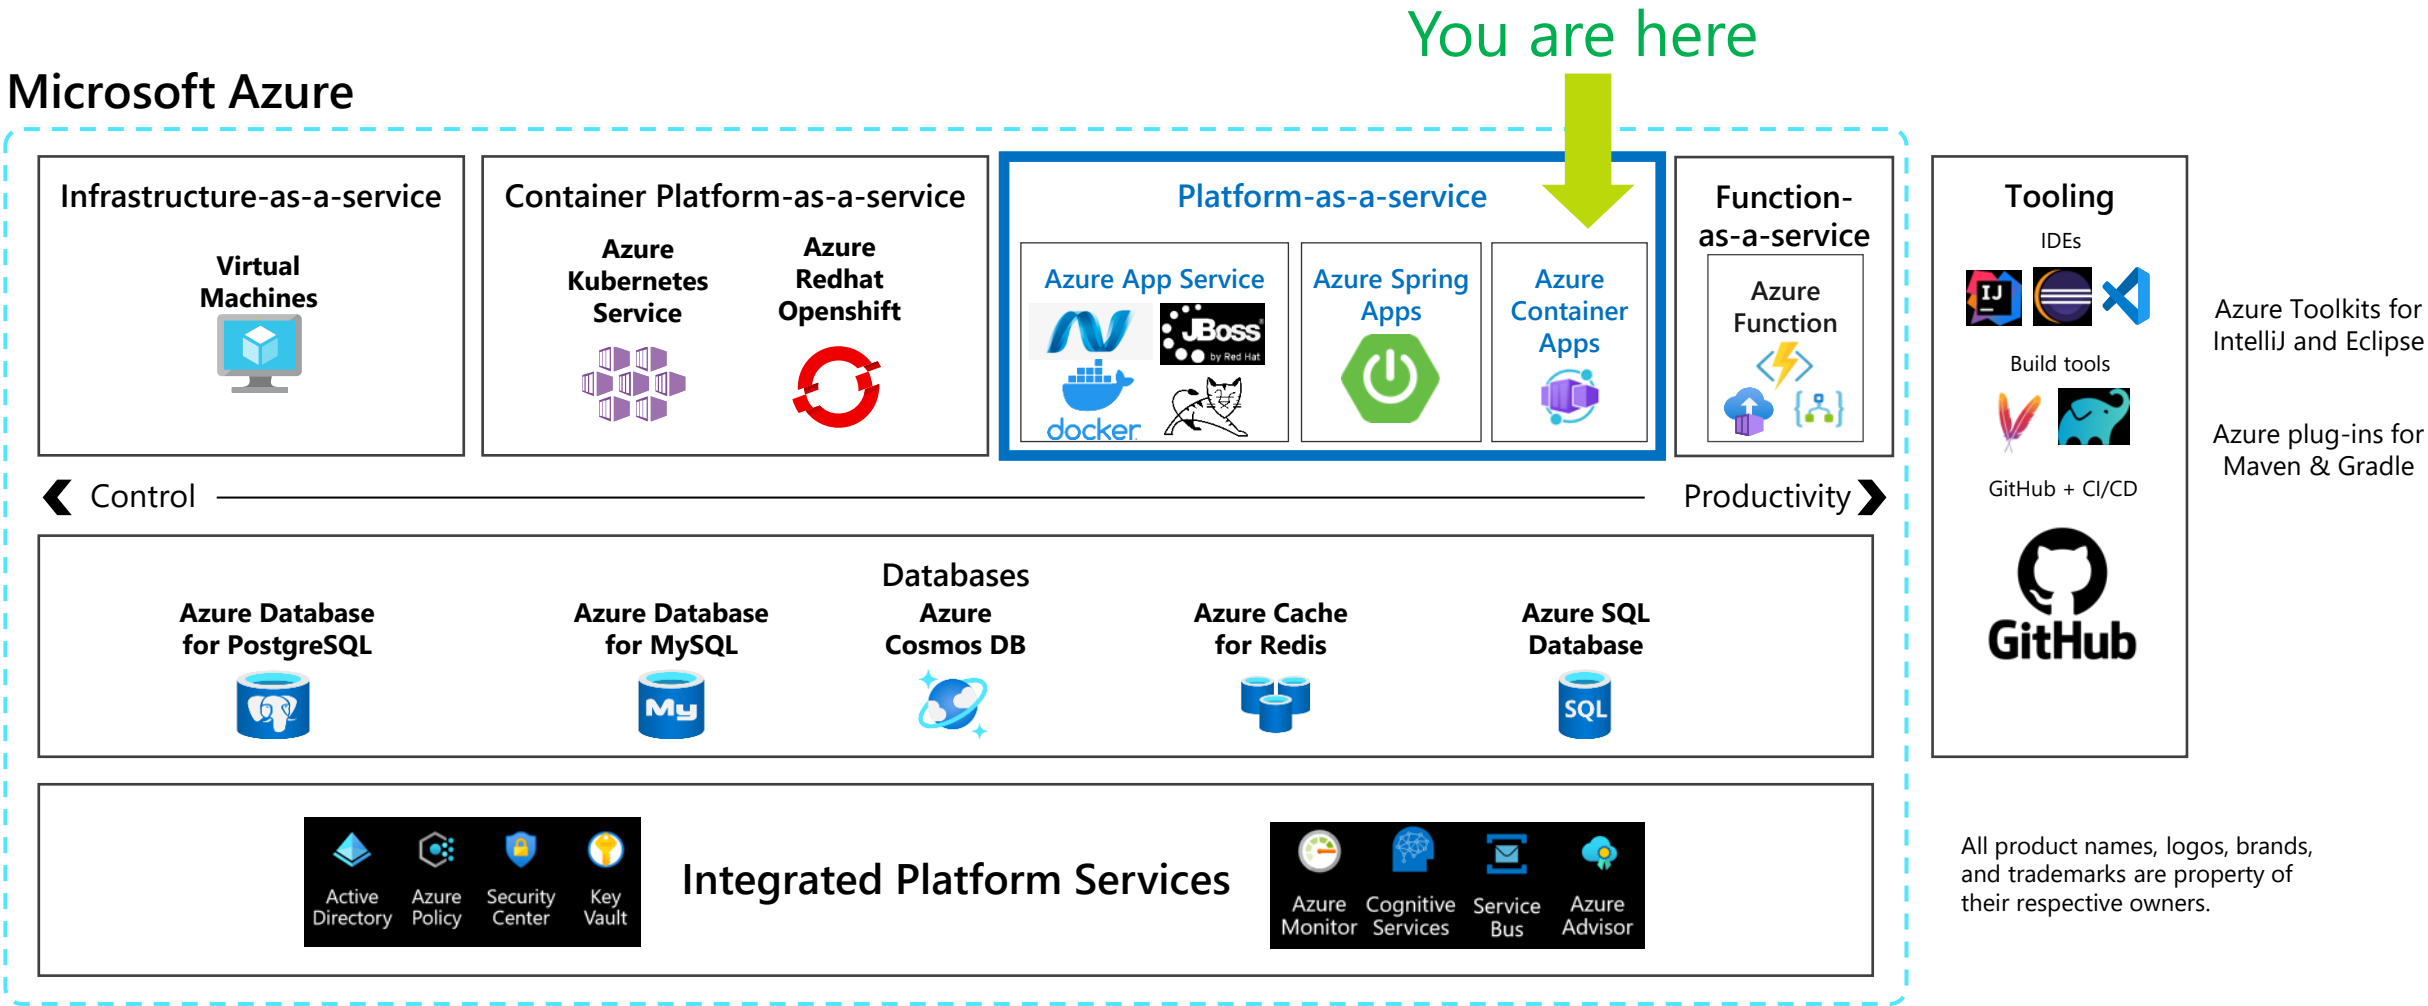 You are here
Microsoft Azure
Infrastructure-as-a-service
Virtual
Machines
Container Platform-as-a-service
Azure
Kubernetes
Service
Azure
Redhat
Openshift
Platform-as-a-service
Azure App Service
JBoss
by Red Hat
docker
Azure Spring
Apps
Azure
Container
Apps
Function-
as-a-service
Azure
Function
Control
Productivity
Databases
Azure Database
for PostgreSQL
Azure Database
for MySQL
My
Azure
Cosmos DB
Azure Cache
for Redis
Azure SQL
Database
SQL
Active
Directory
Azure
Policy
Security
Center
Key
Vault
Integrated Platform Services
Azure
Monitor
Cognitive
Services
Service
Bus
Azure
Advisor
Tooling
IDEs
IJ
Build tools
GitHub + CI/CD
GitHub
Azure Toolkits for
IntelliJ and Eclipse
Azure plug-ins for
Maven & Gradle
All product names, logos, brands,
and trademarks are property of
their respective owners.